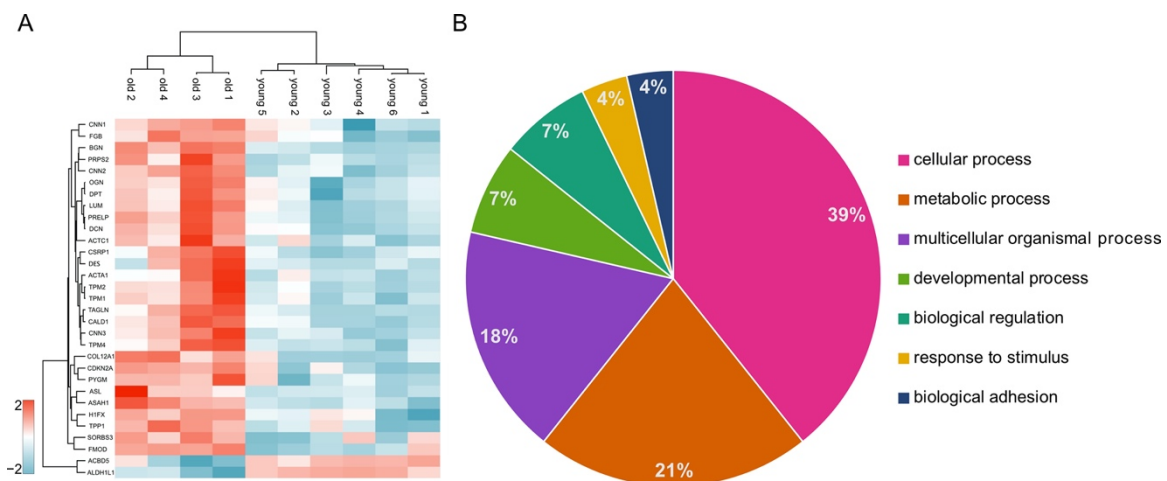 A
B
old 2
old 4
old 3
old 1
young 5
young 2
young 3
young 4
young 6
young 1
CNN1
FGB
BGN
PRPS2
CNN2
OGN
DPT
LUM
PRELP
DCN
ACTC1
CSRP1
DES
ACTA1
TPM2
TPM1
TAGLN
CALD1
CNN3
TPM4
COL12A1
CDKN2A
PYGM
ASL
ASAH1
H1FX
TPP1
SORBS3
FMOD
ACBD5
ALDH1L1
2
−2
4%
4%
7%
7%
18%
21%
39%
cellular process
metabolic process
multicellular organismal process
developmental process
biological regulation
response to stimulus
biological adhesion